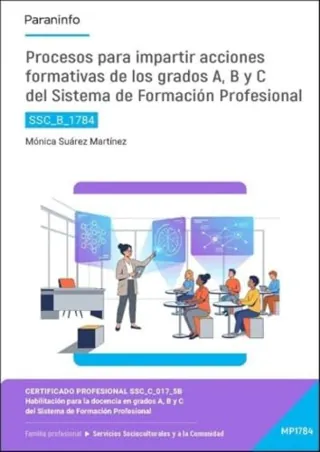 Paraninfo
Procesos para impartir acciones
formativas de los grados A, B y C
del Sistema de Formación Profesional
SSC_B_1784
Mónica Suárez Martínez
CERTIFICADO PROFESIONAL SSC_C_017_5B
Habilitación para la docencia en grados A, B y C
del Sistema de Formación Profesional
Familia profesional ▶ Servicios Socioculturales y a la Comunidad
MP1784